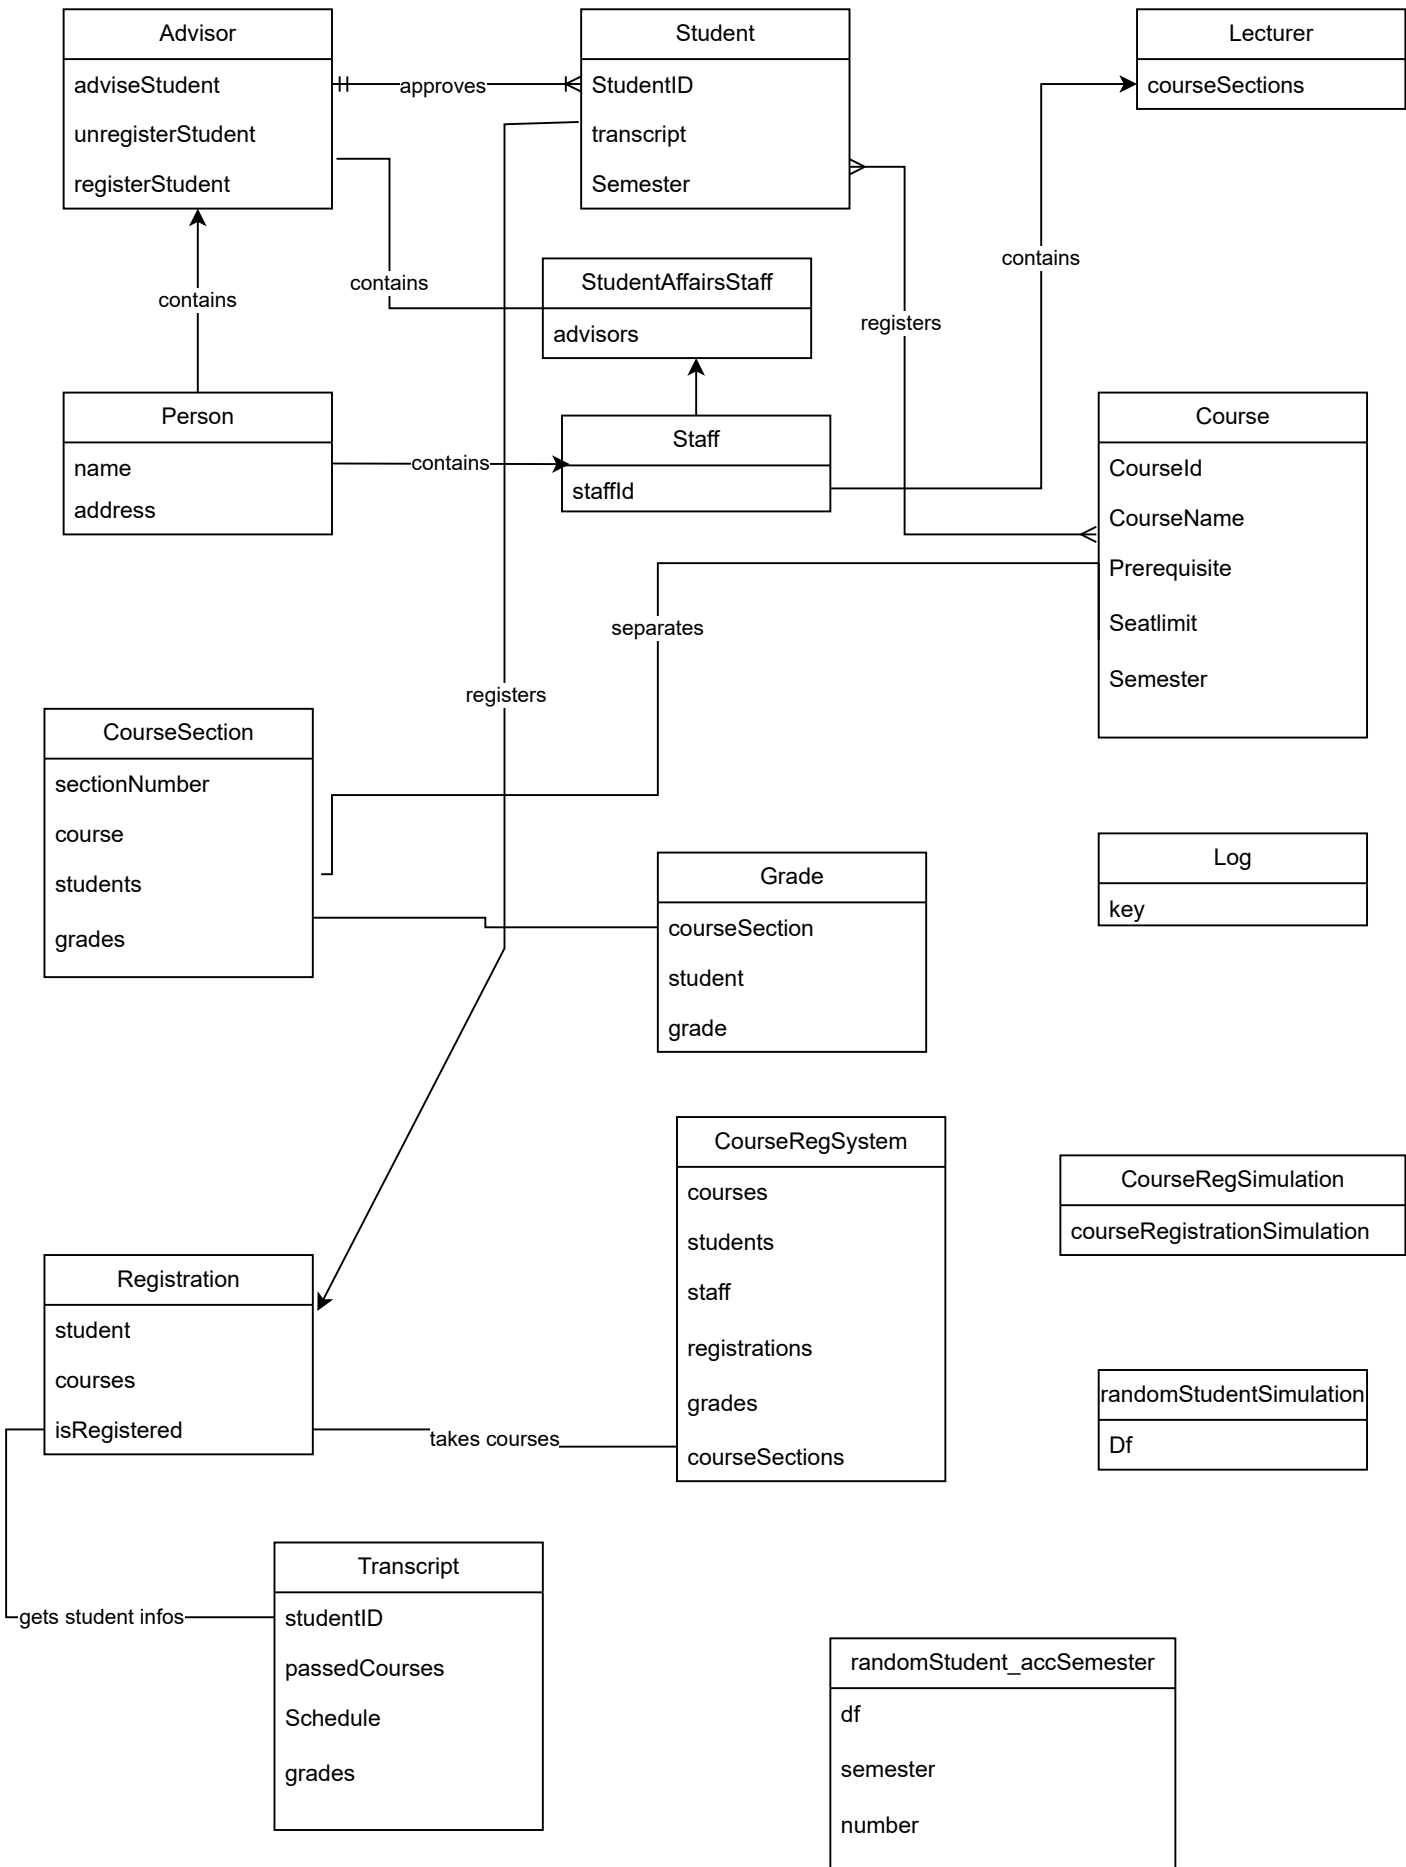 Advisor
adviseStudent
unregisterStudent
registerStudent
approves
Student
StudentID
transcript
Semester
Lecturer
courseSections
contains
contains
contains
registers
StudentAffairsStaff
advisors
Person
name
address
contains
Staff
staffId
Course
CourseId
CourseName
Prerequisite
Seatlimit
Semester
separates
registers
CourseSection
sectionNumber
course
students
grades
Grade
courseSection
student
grade
Log
key
CourseRegSystem
courses
students
staff
registrations
grades
courseSections
CourseRegSimulation
courseRegistrationSimulation
Registration
student
courses
isRegistered
takes courses
randomStudentSimulation
Df
gets student infos
Transcript
studentID
passedCourses
Schedule
grades
randomStudent_accSemester
df
semester
number